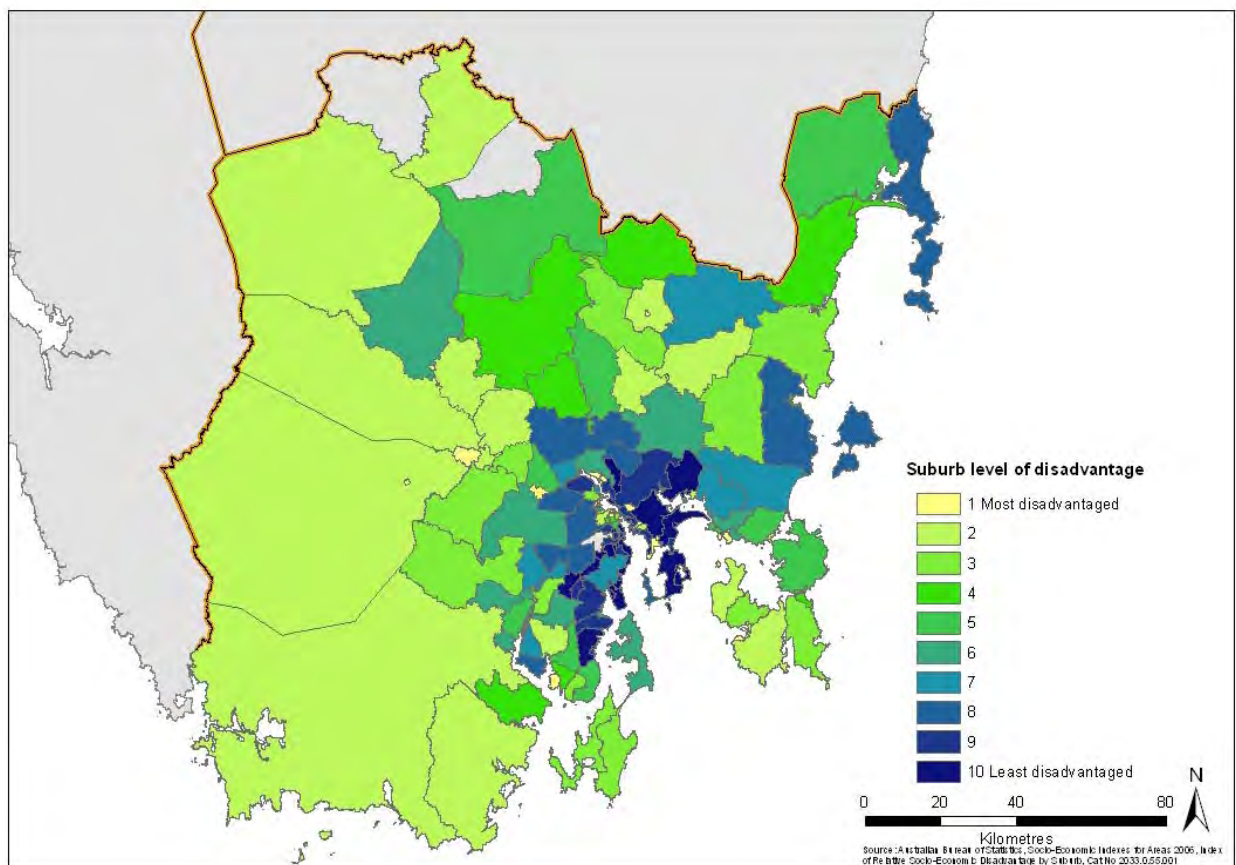 Suburb level of disadvantage
1 Most disadvantaged
2
3
4
5
6
7
8
9
10 Least disadvantaged
N
0 20 40 80
Kilometres
Source: Australian Bureau of Statistics, Socio-Economic Indexes for Areas 2006, Index
of Relative Socio-Economic Disadvantage by Suburb, Cat No 2033.0.55.001